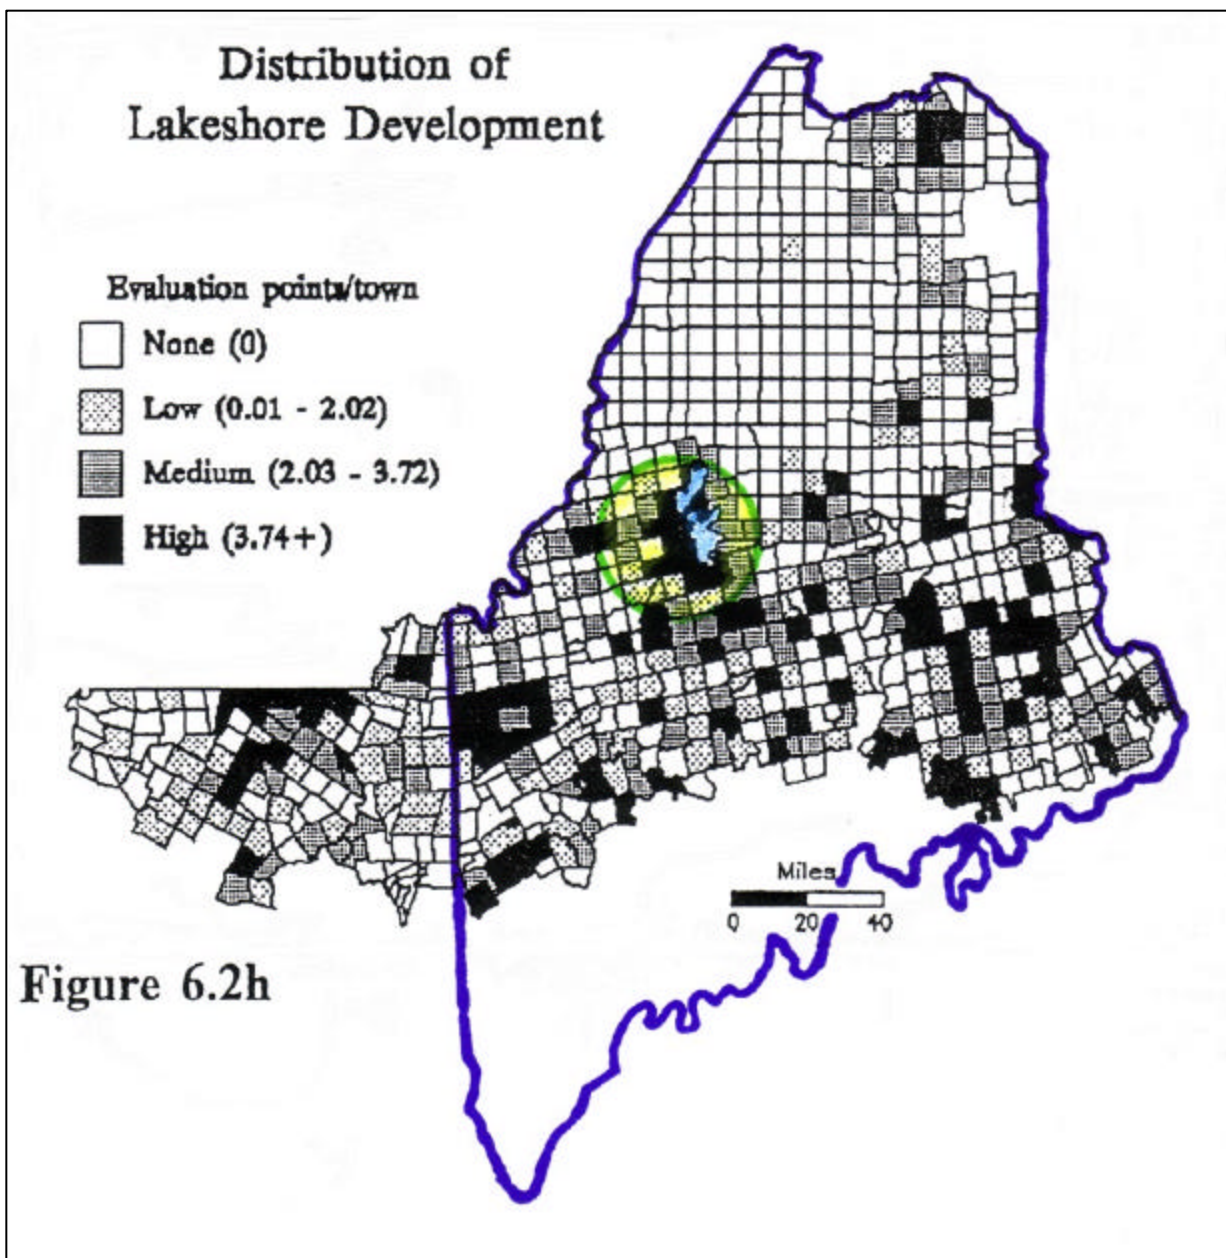 Distribution of
Lakeshore Development
Evaluation points/town
None (0)
Low (0.01 - 2.02)
Medium (2.03 - 3.72)
High (3.74+)
Miles
0 20 40
Figure 6.2h